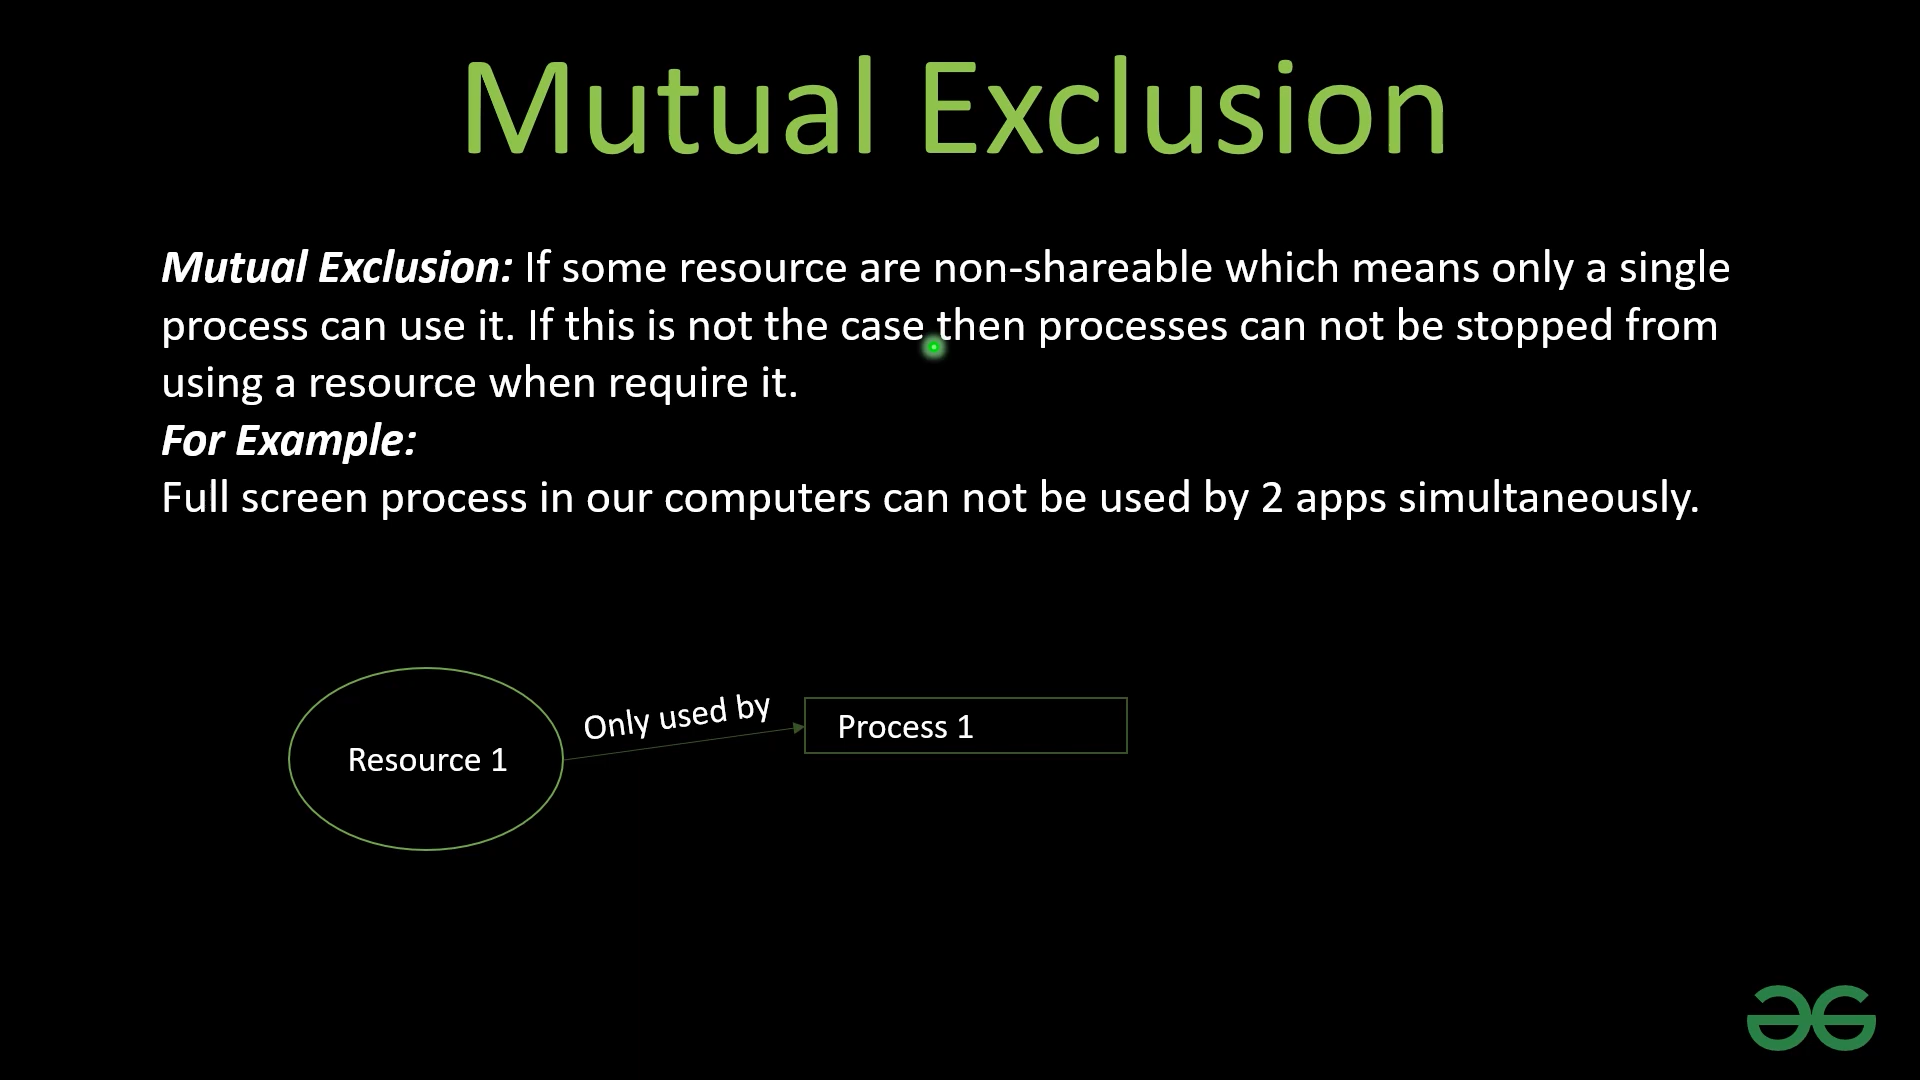 Mutual Exclusion
Mutual Exclusion: If some resource are non-shareable which means only a single
process can use it. If this is not the case then processes can not be stopped from
using a resource when require it.
For Example:
Full screen process in our computers can not be used by 2 apps simultaneously.
Only used by
Process 1
Resource 1